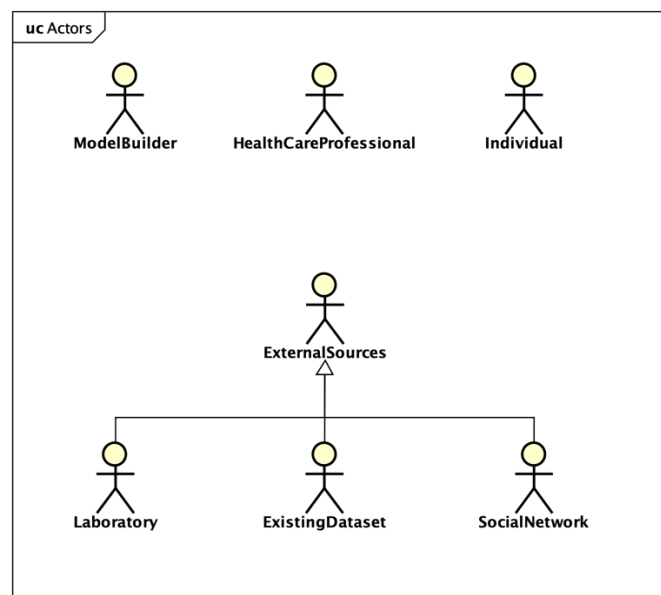 uc Actors
ModelBuilder HealthCareProfessional Individual
ExternalSources
Laboratory ExistingDataset SocialNetwork